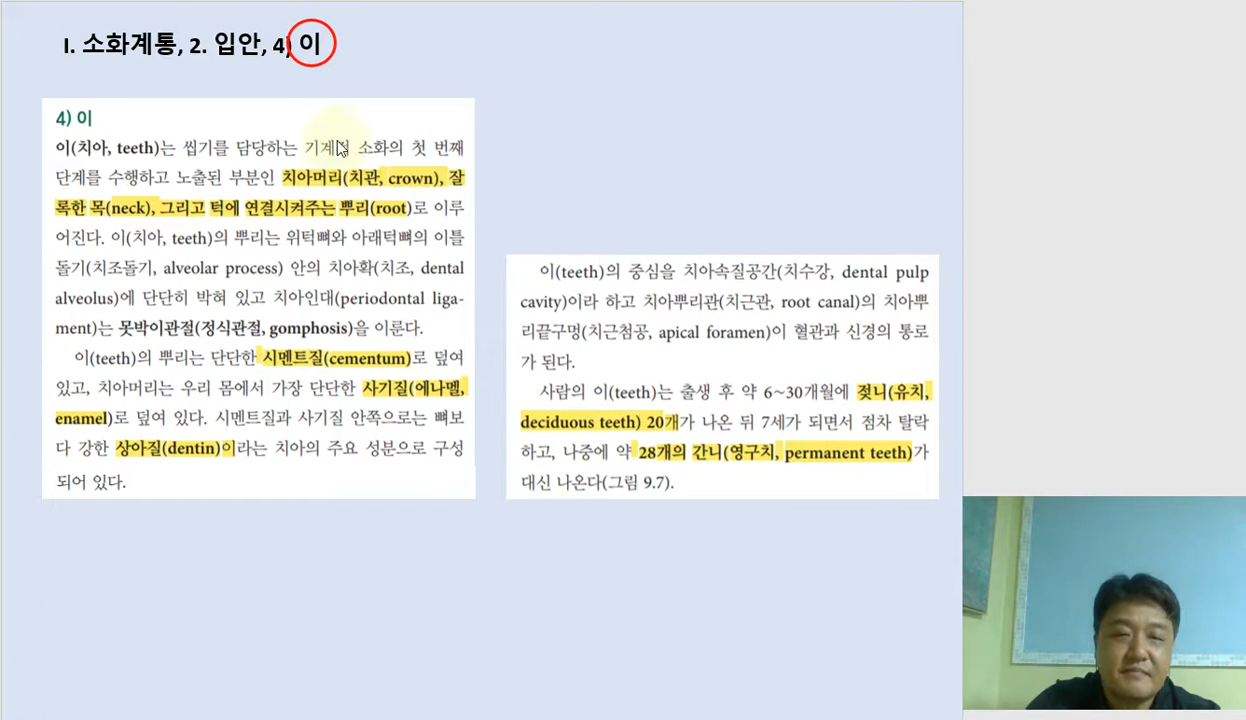 I. 소화계통, 2. 입안, 4) 이
4) 이
이(치아, teeth)는 씹기를 담당하는 기계적 소화의 첫 번째
단계를 수행하고 노출된 부분인 치아머리(치관, crown), 잘
록한 목(neck), 그리고 턱에 연결시켜주는 뿌리(root)로 이루
어진다. 이(치아, teeth)의 뿌리는 위턱뼈와 아래턱뼈의 이틀
돌기(치조돌기, alveolar process) 안의 치아확(치조, dental
alveolus)에 단단히 박혀 있고 치아인대(periodontal liga-
ment)는 못박이관절(정식관절, gomphosis)을 이룬다.
이(teeth)의 뿌리는 단단한 시멘트질(cementum)로 덮여
있고, 치아머리는 우리 몸에서 가장 단단한 사기질(에나멜,
enamel)로 덮여 있다. 시멘트질과 사기질 안쪽으로는 뼈보
다 강한 상아질(dentin)이라는 치아의 주요 성분으로 구성
되어 있다.
이(teeth)의 중심을 치아속질공간(치수강, dental pulp
cavity)이라 하고 치아뿌리관(치근관, root canal)의 치아뿌
리끝구멍(치근첨공, apical foramen)이 혈관과 신경의 통로
가 된다.
사람의 이(teeth)는 출생 후 약 6~30개월에 젖니(유치,
deciduous teeth) 20개가 나온 뒤 7세가 되면서 점차 탈락
하고, 나중에 약 28개의 간니(영구치, permanent teeth)가
대신 나온다(그림 9.7).